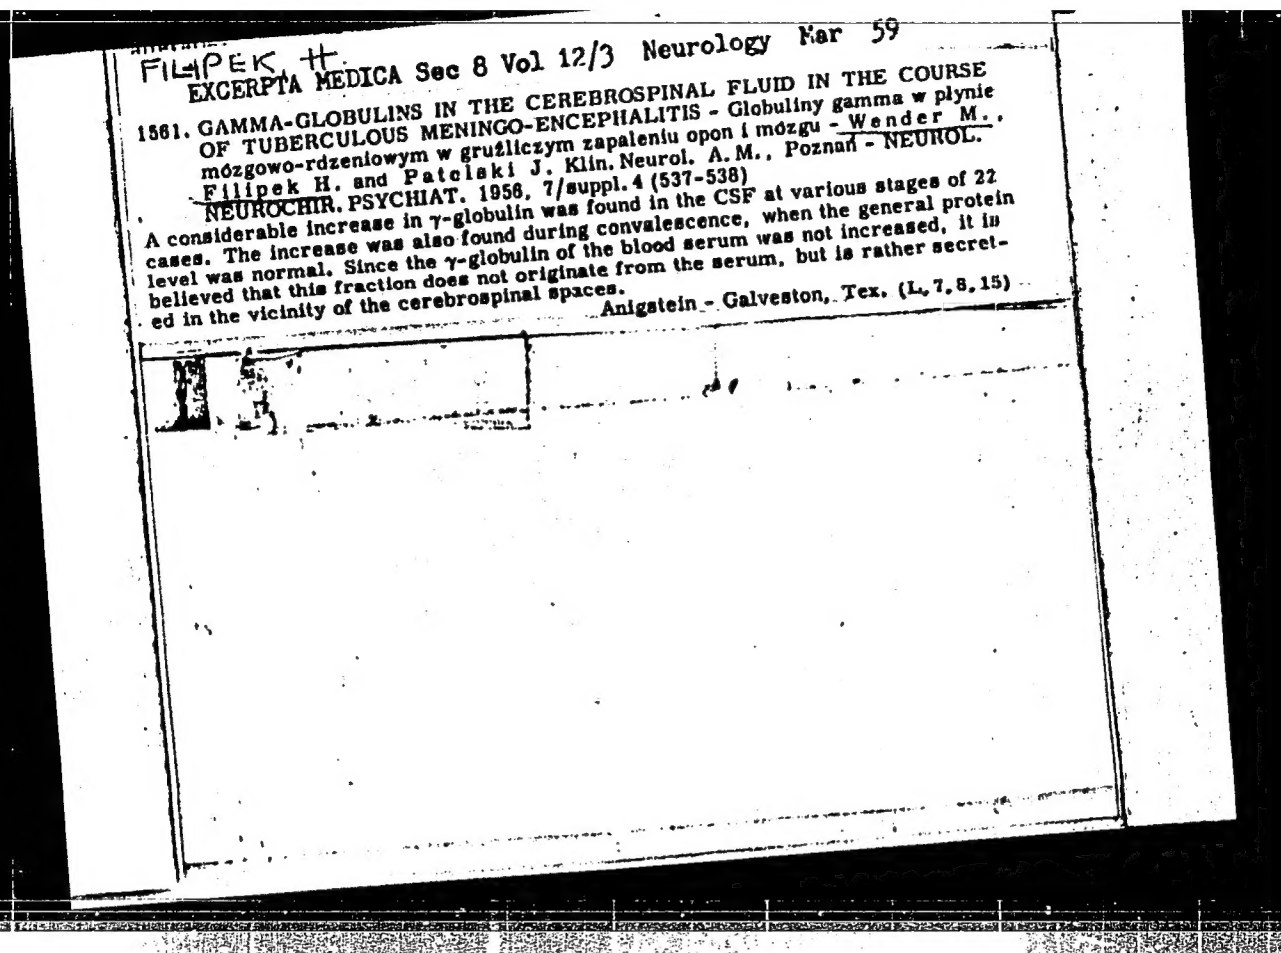 FILIPEK, H.
EXCERPTA MEDICA Sec 8 Vol 12/3 Neurology Mar 59
1561. GAMMA-GLOBULINS IN THE CEREBROSPINAL FLUID IN THE COURSE
OF TUBERCULOUS MENINGO-ENCEPHALITIS - Globuliny gamma w płynie
mózgowo-rdzeniowym w gruźliczym zapaleniu opon i mózgu - Wender M.,
Filipek H. and Patelski J. Klin. Neurol. A.M., Poznań - NEUROL.
NEUROCHIR. PSYCHIAT. 1956, 7/suppl. 4 (537-538)
A considerable increase in γ-globulin was found in the CSF at various stages of 22
cases. The increase was also found during convalescence, when the general protein
level was normal. Since the γ-globulin of the blood serum was not increased, it is
believed that this fraction does not originate from the serum, but is rather secret-
ed in the vicinity of the cerebrospinal spaces.
Anigstein - Galveston, Tex. (L, 7, 8, 15)